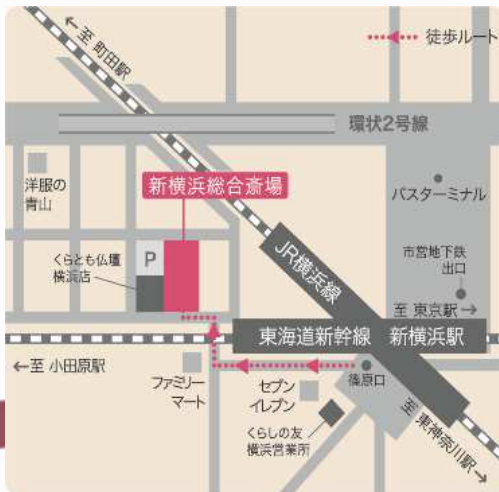 ←至 町田駅
徒歩ルート
環状2号線
洋服の
青山
新横浜総合斎場
バスターミナル
くらとも仏壇
横浜店
P
JR横浜線
市営地下鉄
出口
至 東京駅→
東海道新幹線 新横浜駅
←至 小田原駅
ファミリー
マート
セブン
イレブン
篠原口
くらしの友
横浜営業所
至 東神奈川駅→